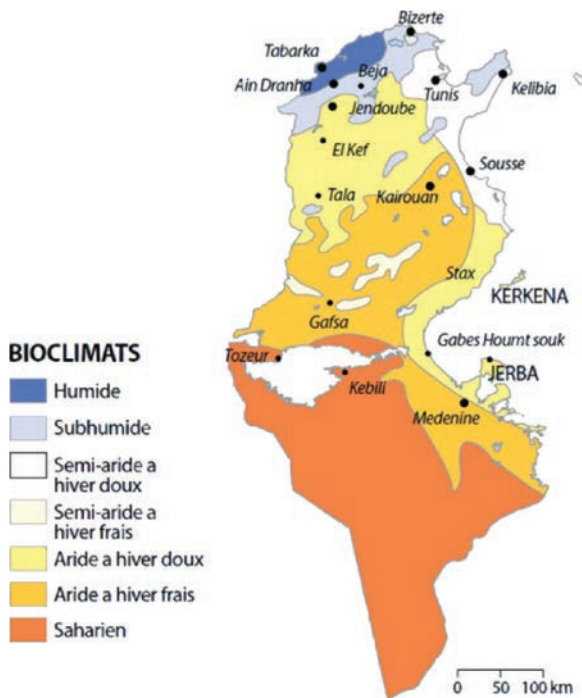 Bizerte
Tabarka
Beja
Ain Dranha
Tunis
Kelibia
Jendoube
El Kef
Sousse
Tala
Kairouan
Stax
KERKENA
Gafsa
Gabes Houmt souk
Tozeur
JERBA
Kebili
Medenine
BIOCLIMATS
Humide
Subhumide
Semi-aride a
hiver doux
Semi-aride a
hiver frais
Aride a hiver doux
Aride a hiver frais
Saharien
0 50 100 km